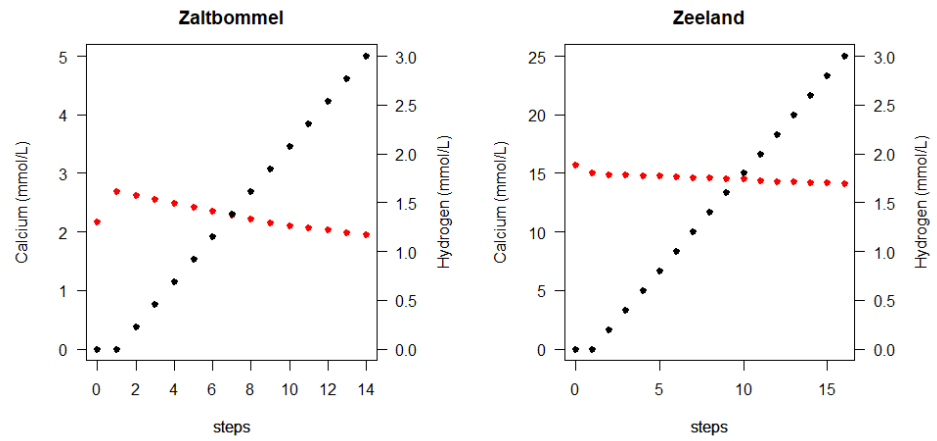 Zaltbommel
Calcium (mmol/L)
5
4
3
2
1
0
3.0
2.5
2.0
1.5
1.0
0.5
0.0
Hydrogen (mmol/L)
0 2 4 6 8 10 12 14
steps
Zeeland
Calcium (mmol/L)
25
20
15
10
5
0
3.0
2.5
2.0
1.5
1.0
0.5
0.0
Hydrogen (mmol/L)
0 5 10 15
steps